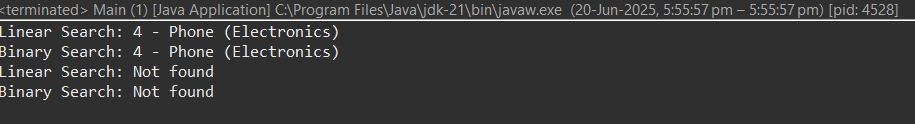 <terminated> Main (1) [Java Application] C:\Program Files\Java\jdk-21\bin\javaw.exe (20-Jun-2025, 5:55:57 pm – 5:55:57 pm) [pid: 4528]
Linear Search: 4 - Phone (Electronics)
Binary Search: 4 - Phone (Electronics)
Linear Search: Not found
Binary Search: Not found